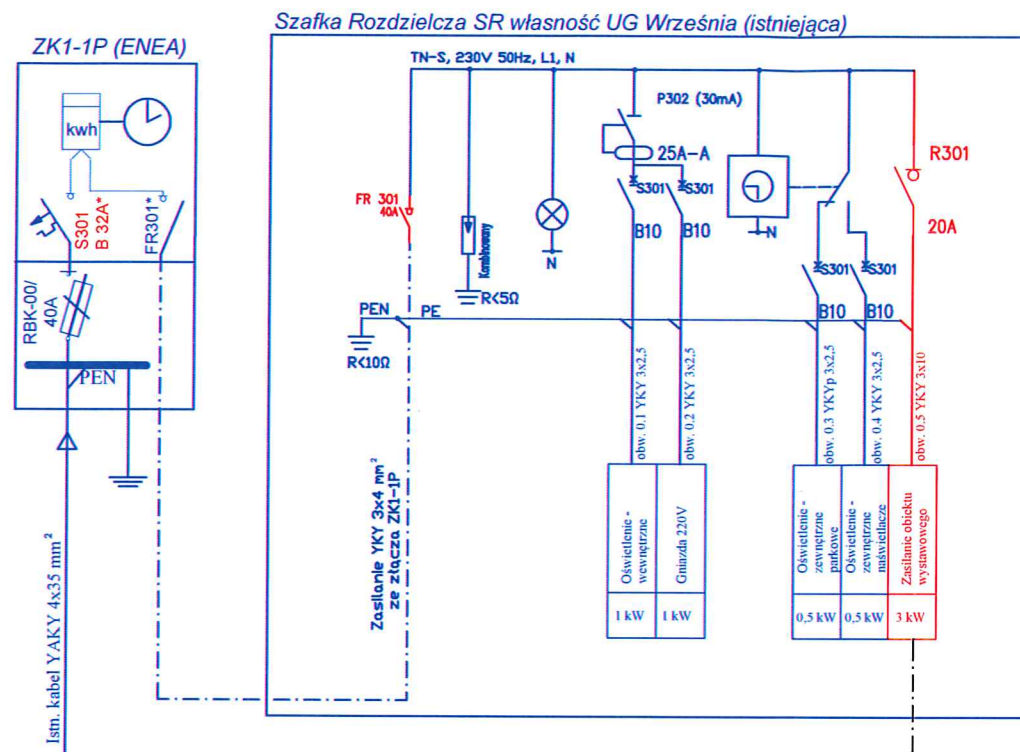 Szafka Rozdzielcza SR własność UG Września (istniejąca)
ZK1-1P (ENEA)
kwh
S301
B 32A*
FR301*
RBK-00/
40A
PEN
Istn. kabel YAKY 4x35 mm²
TN-S, 230V 50Hz, L1, N
FR 301
40A
Kombinowany
R<5Ω
N
P302 (30mA)
25A-A
S301
B10
S301
B10
N
S301
B10
S301
B10
R301
20A
PEN
PE
R<10Ω
Zasilanie YKY 3x4 mm²
ze złącza ZK1-1P
obw. 0.1 YKY 3x2,5
obw. 0.2 YKY 3x2,5
obw. 0.3 YKYp 3x2,5
obw. 0.4 YKY 3x2,5
obw. 0.5 YKY 3x10
Oświetlenie -
wewnętrzne
1 kW
Gniazda 220V
1 kW
Oświetlenie -
zewnętrzne
parkowe
0,5 kW
Oświetlenie -
zewnętrzne
naświetlacze
0,5 kW
Zasilanie obiektu
wystawowego
3 kW